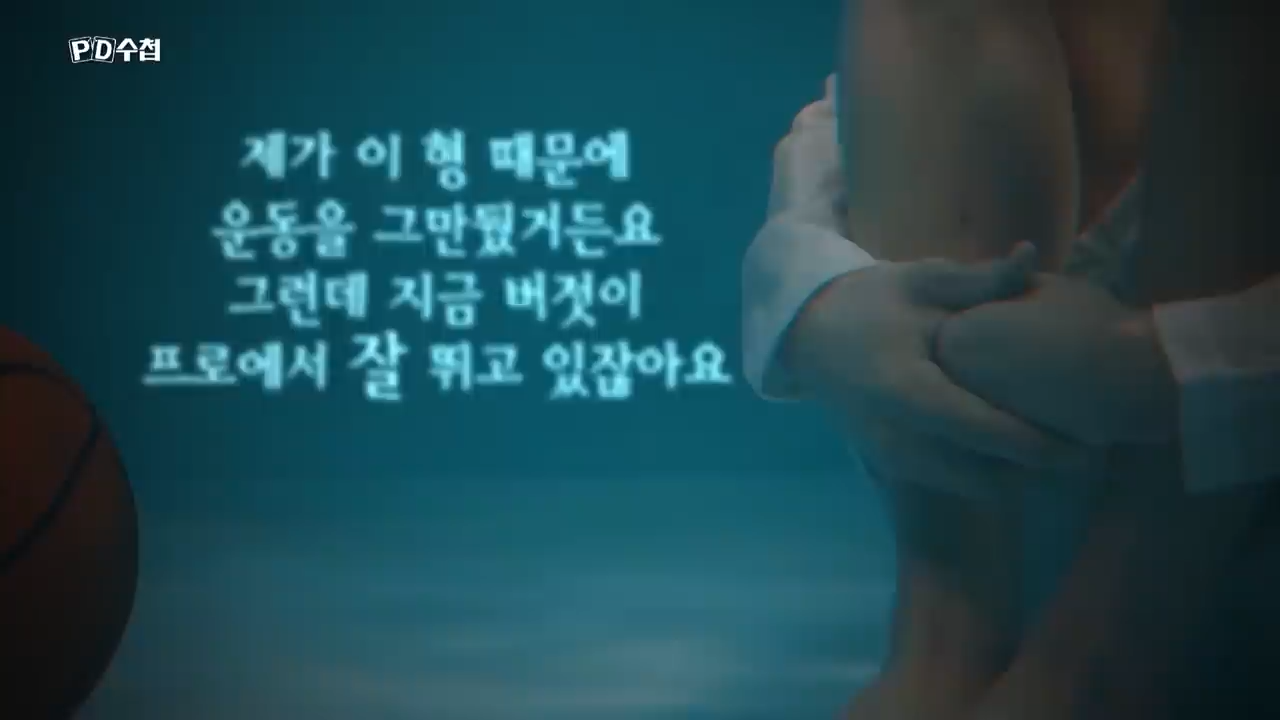 PD수첩
제가 이 형 때문에
운동을 그만뒀거든요
그런데 지금 버젓이
프로에서 잘 뛰고 있잖아요